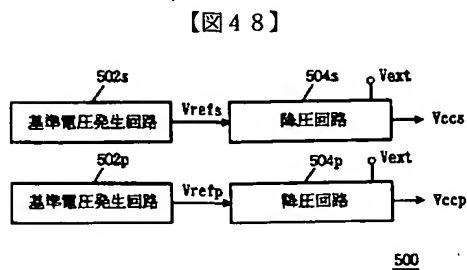 【図48】
502s
504s
Vext
基準電圧発生回路
Vrefs
降圧回路
Vccs
502p
504p
Vext
基準電圧発生回路
Vrefp
降圧回路
Vccp
500